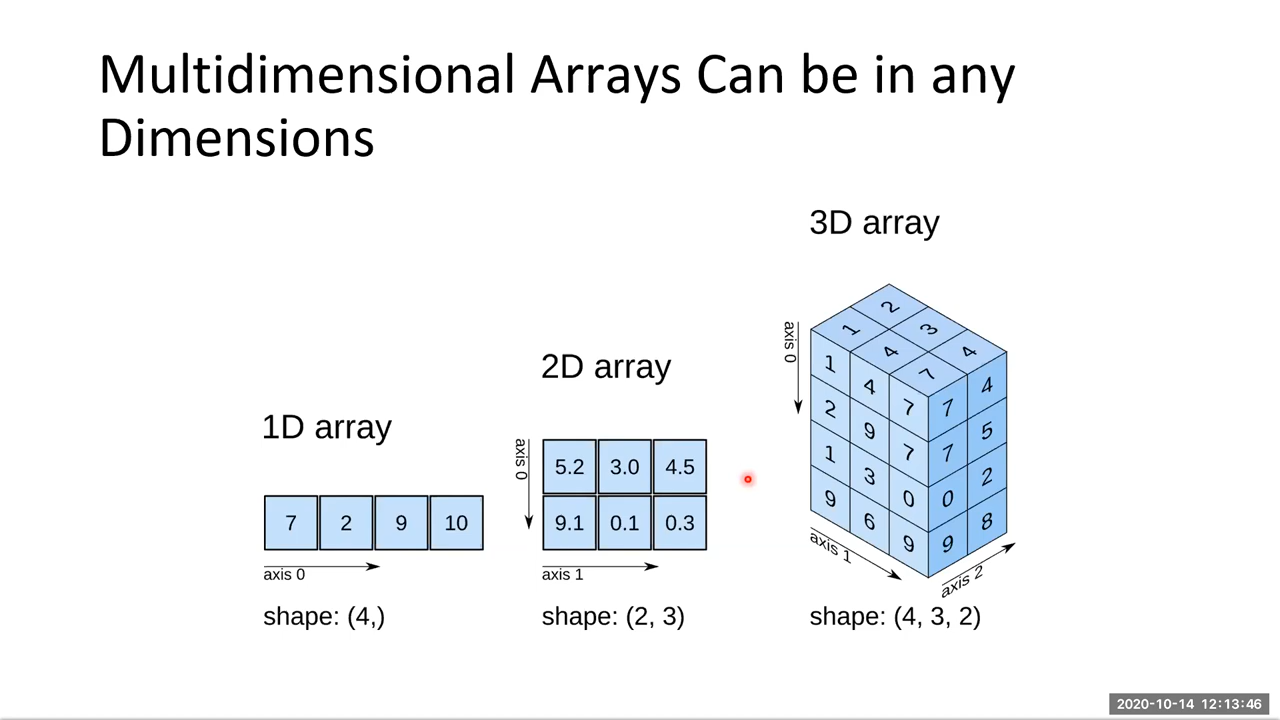 Multidimensional Arrays Can be in any
Dimensions
1D array
7 2 9 10
axis 0
shape: (4,)
2D array
axis 0
5.2 3.0 4.5
9.1 0.1 0.3
axis 1
shape: (2, 3)
3D array
axis 0
2
1 3
4 4
7
1 4 7 7 4
2 9 7 7 5
1 3 0 0 2
9 6 9 9 8
axis 1
axis 2
shape: (4, 3, 2)
2020-10-14 12:13:46